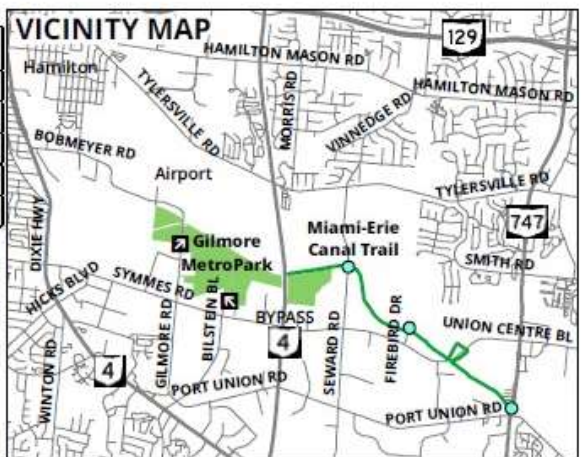 VICINITY MAP
129
HAMILTON MASON RD
Hamilton
TYLERSVILLE RD
MORRIS RD
HAMILTON MASON RD
VINNEDGE RD
BOBMEYER RD
Airport
TYLERSVILLE RD
DIXIE HWY
Miami-Erie
Canal Trail
747
Gilmore
MetroPark
SMITH RD
HICKS BLVD
SYMMES RD
GILMORE RD
BILSTEIN BL
BYPASS
4
SEWARD RD
FIREBIRD DR
UNION CENTRE BL
WINTON RD
4
PORT UNION RD
PORT UNION RD